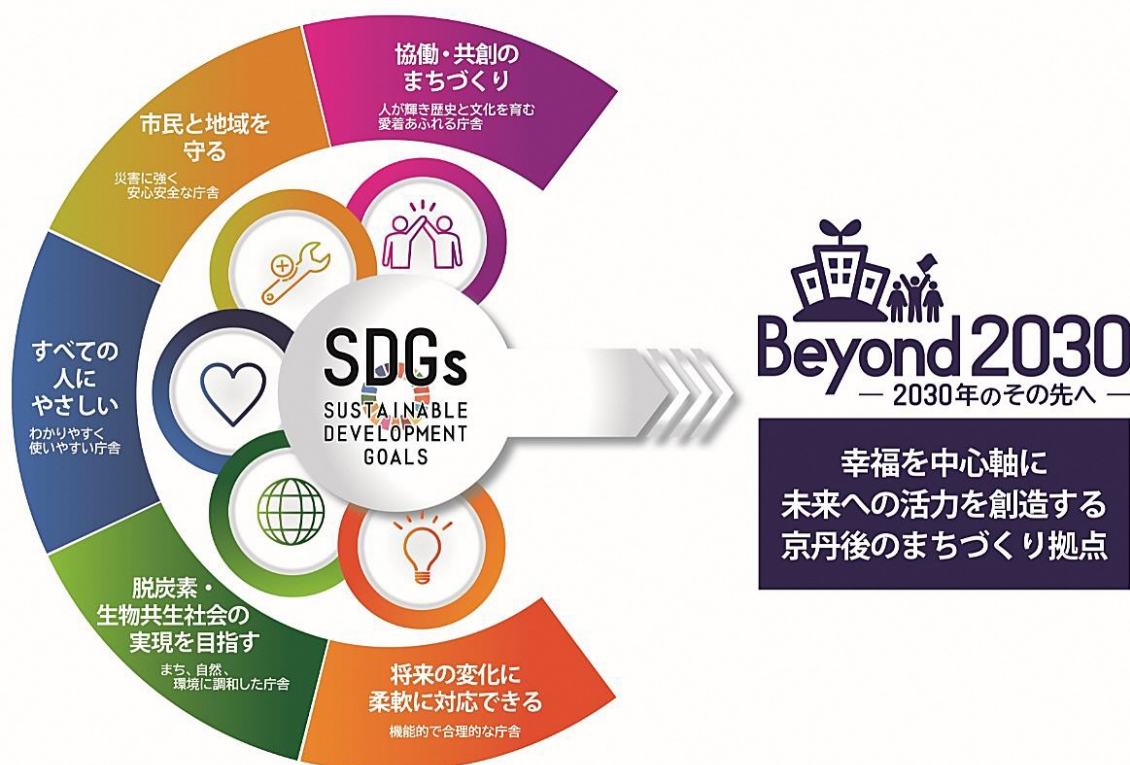 協働・共創の
まちづくり
人が輝き歴史と文化を育む
愛着あふれる庁舎
市民と地域を
守る
災害に強く
安心安全な庁舎
すべての
人に
やさしい
わかりやすく
使いやすい庁舎
脱炭素・
生物共生社会の
実現を目指す
まち、自然、
環境に調和した庁舎
将来の変化に
柔軟に対応できる
機能的で合理的な庁舎
SDGs
SUSTAINABLE
DEVELOPMENT
GOALS
Beyond 2030
― 2030年のその先へ ―
幸福を中心軸に
未来への活力を創造する
京丹後のまちづくり拠点